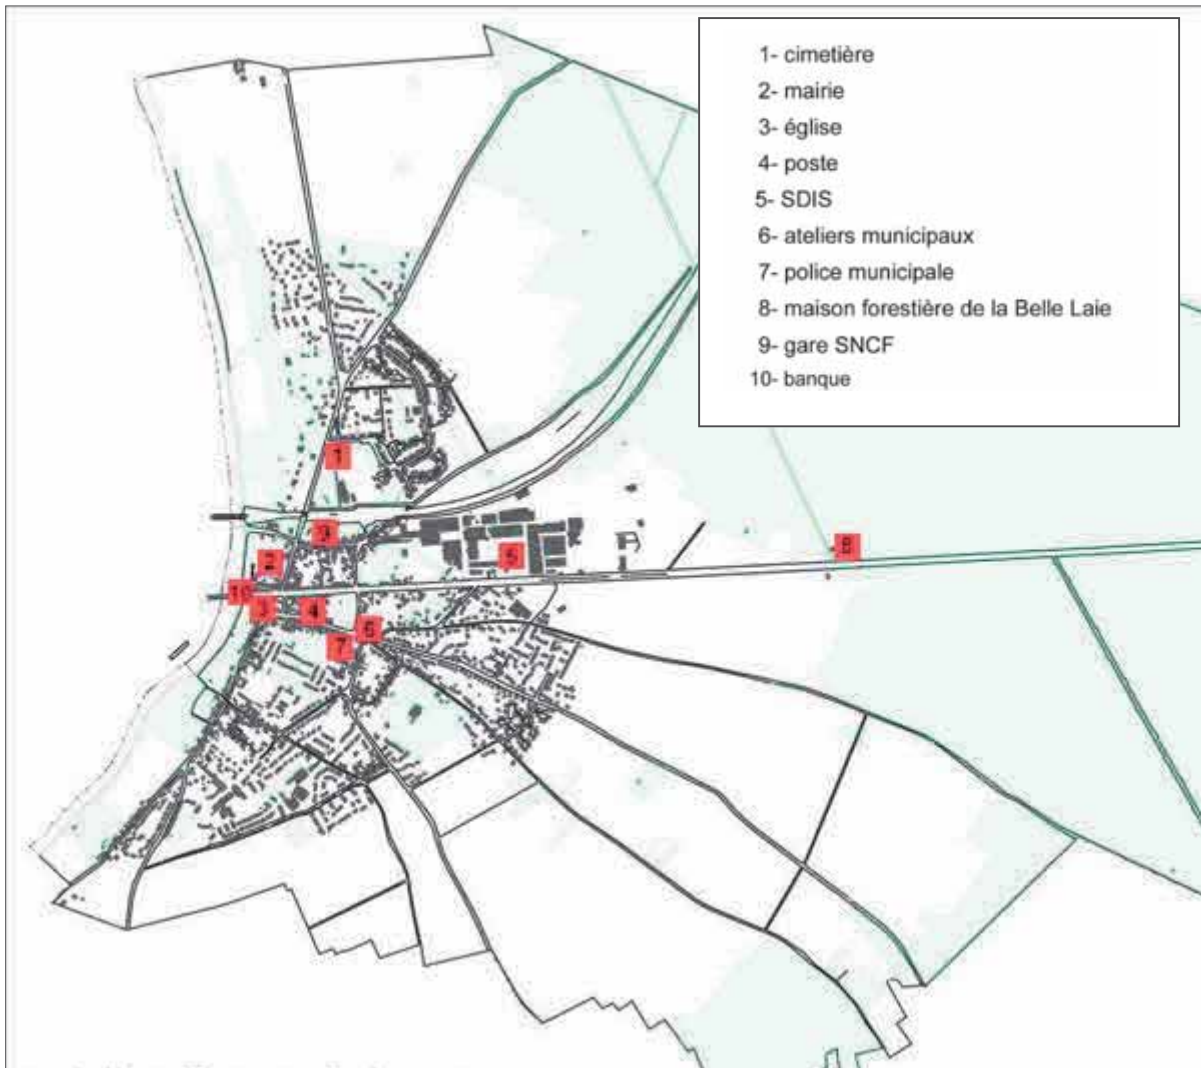 1- cimetière
2- mairie
3- église
4- poste
5- SDIS
6- ateliers municipaux
7- police municipale
8- maison forestière de la Belle Laie
9- gare SNCF
10- banque
1
9
5
8
2
10
3
4
6
7